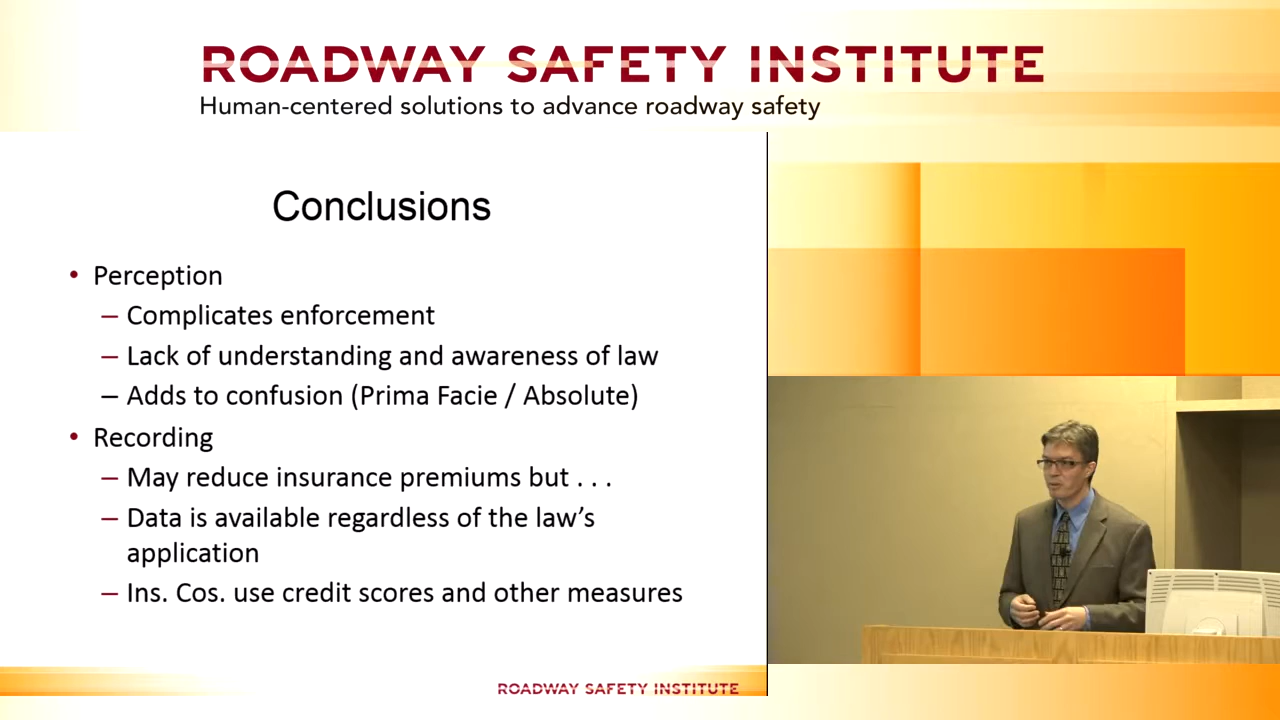 ROADWAY SAFETY INSTITUTE
Human-centered solutions to advance roadway safety
Conclusions
• Perception
– Complicates enforcement
– Lack of understanding and awareness of law
– Adds to confusion (Prima Facie / Absolute)
• Recording
– May reduce insurance premiums but . . .
– Data is available regardless of the law's
application
– Ins. Cos. use credit scores and other measures
ROADWAY SAFETY INSTITUTE